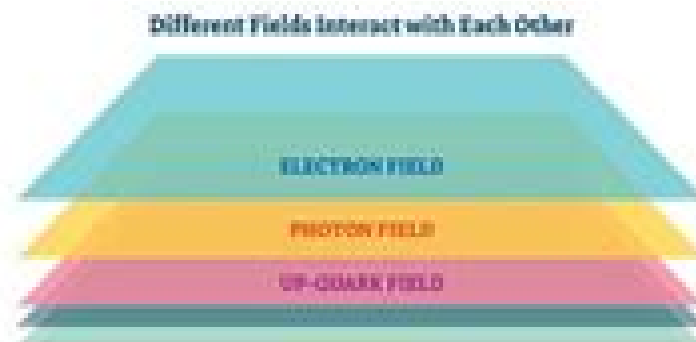 Different Fields Interact with Each Other
ELECTRON FIELD
PHOTON FIELD
UP-QUARK FIELD